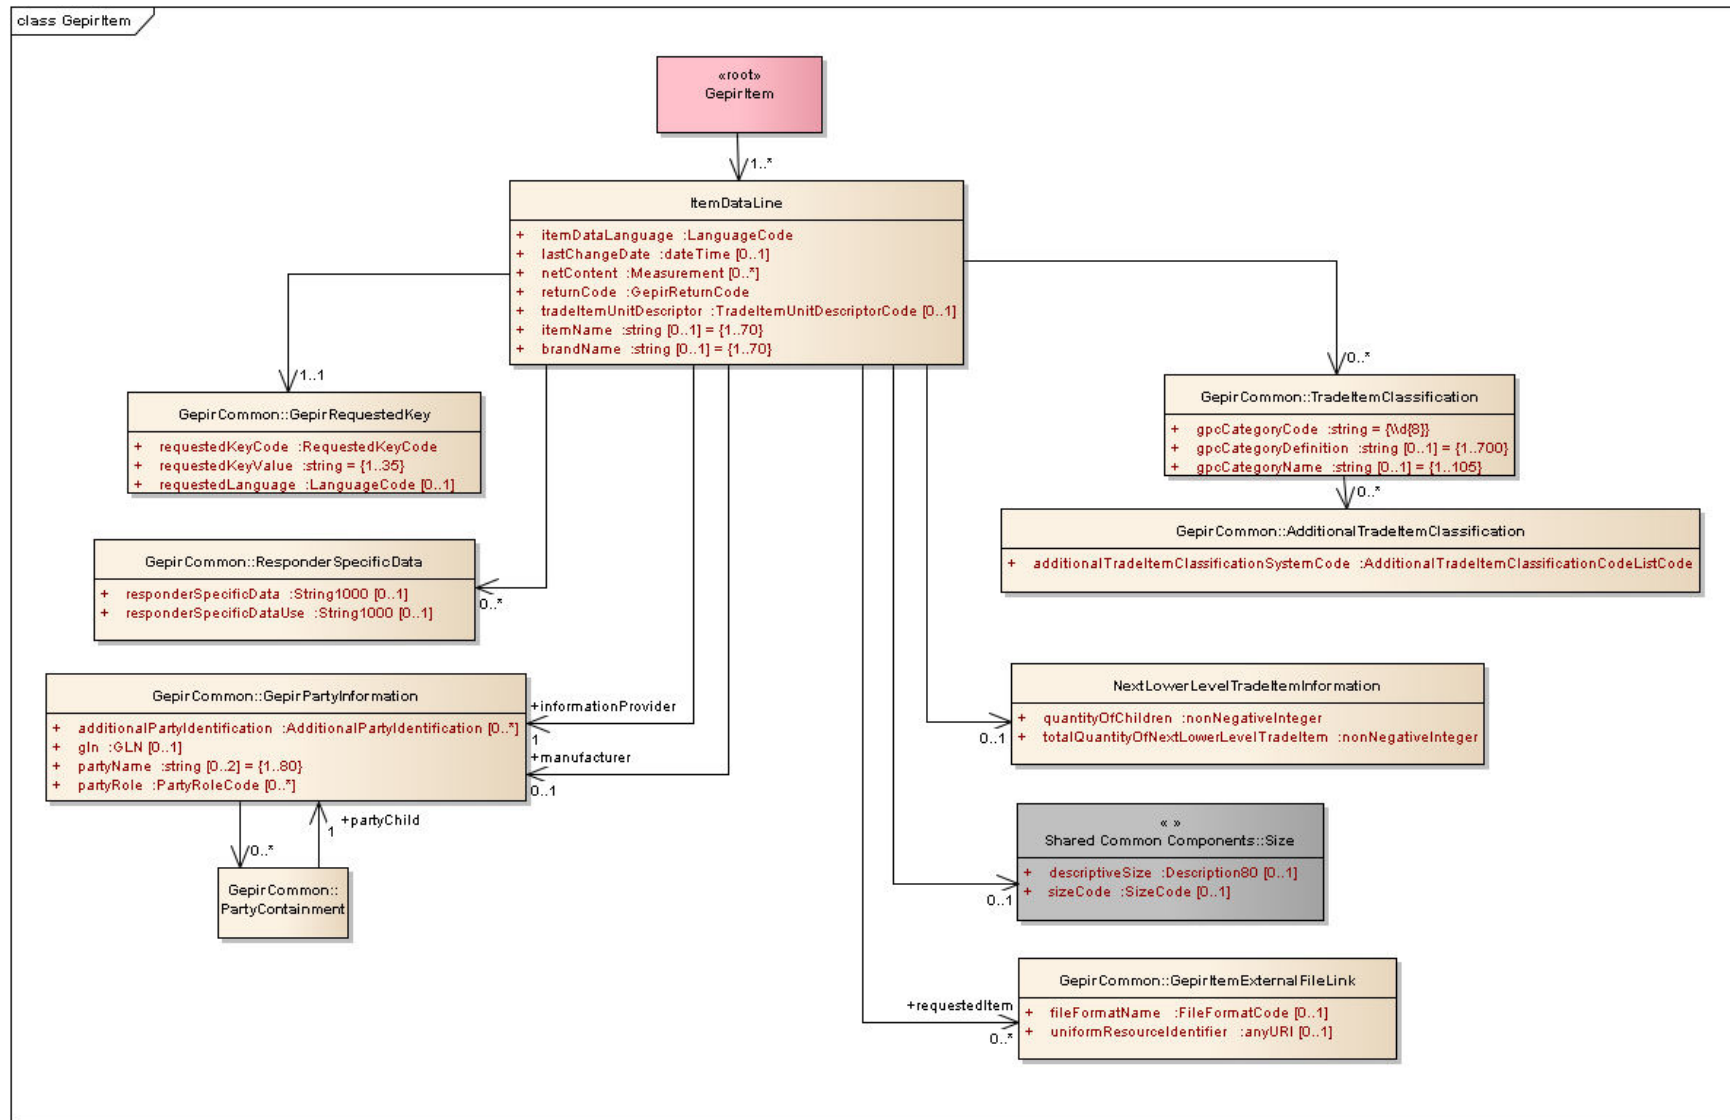 class GepirItem
«root»
GepirItem
1..*
ItemDataLine
+ itemDataLanguage :LanguageCode
+ lastChangeDate :dateTime [0..1]
+ netContent :Measurement [0..*]
+ returnCode :GepirReturnCode
+ tradeItemUnitDescriptor :TradeItemUnitDescriptorCode [0..1]
+ itemName :string [0..1] = {1..70}
+ brandName :string [0..1] = {1..70}
1..1
GepirCommon::GepirRequestedKey
+ requestedKeyCode :RequestedKeyCode
+ requestedKeyValue :string = {1..35}
+ requestedLanguage :LanguageCode [0..1]
0..*
GepirCommon::TradeItemClassification
+ gpcCategoryCode :string = {\\d{8}}
+ gpcCategoryDefinition :string [0..1] = {1..700}
+ gpcCategoryName :string [0..1] = {1..105}
0..*
GepirCommon::AdditionalTradeItemClassification
+ additionalTradeItemClassificationSystemCode :AdditionalTradeItemClassificationCodeListCode
GepirCommon::ResponderSpecificData
+ responderSpecificData :String1000 [0..1]
+ responderSpecificDataUse :String1000 [0..1]
0..*
GepirCommon::GepirPartyInformation
+ additionalPartyIdentification :AdditionalPartyIdentification [0..*]
+ gln :GLN [0..1]
+ partyName :string [0..2] = {1..80}
+ partyRole :PartyRoleCode [0..*]
+informationProvider
1
+manufacturer
0..1
+partyChild
1
0..*
GepirCommon::
PartyContainment
NextLowerLevelTradeItemInformation
+ quantityOfChildren :nonNegativeInteger
+ totalQuantityOfNextLowerLevelTradeItem :nonNegativeInteger
0..1
« »
Shared Common Components::Size
+ descriptiveSize :Description80 [0..1]
+ sizeCode :SizeCode [0..1]
0..1
GepirCommon::GepirItemExternalFileLink
+ fileFormatName :FileFormatCode [0..1]
+ uniformResourceIdentifier :anyURI [0..1]
+requestedItem
0..*